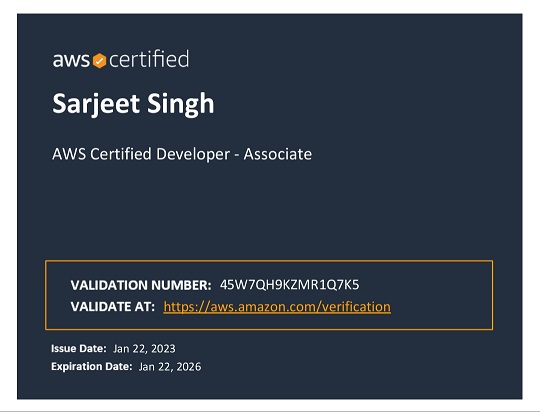 aws certified
Sarjeet Singh
AWS Certified Developer - Associate
VALIDATION NUMBER: 45W7QH9KZMR1Q7K5
VALIDATE AT: https://aws.amazon.com/verification
Issue Date: Jan 22, 2023
Expiration Date: Jan 22, 2026